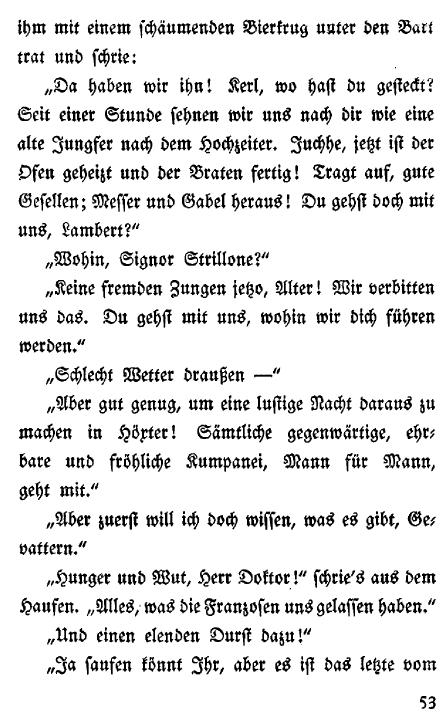 ihm mit einem schäumenden Bierkrug unter den Bart
trat und schrie:
„Da haben wir ihn! Kerl, wo hast du gesteckt?
Seit einer Stunde sehnen wir uns nach dir wie eine
alte Jungfer nach dem Hochzeiter. Juchhe, jetzt ist der
Ofen geheizt und der Braten fertig! Tragt auf, gute
Gesellen; Messer und Gabel heraus! Du gehst doch mit
uns, Lambert?“
„Wohin, Signor Strillone?“
„Keine fremden Zungen jetzo, Alter! Wir verbitten
uns das. Du gehst mit uns, wohin wir dich führen
werden.“
„Schlecht Wetter draußen —“
„Aber gut genug, um eine lustige Nacht daraus zu
machen in Höxter! Sämtliche gegenwärtige, ehr-
bare und fröhliche Kumpanei, Mann für Mann,
geht mit.“
„Aber zuerst will ich doch wissen, was es gibt, Ge-
vattern.“
„Hunger und Wut, Herr Doktor!“ schrie's aus dem
Haufen. „Alles, was die Franzosen uns gelassen haben.“
„Und einen elenden Durst dazu!“
„Ja saufen könnt Ihr, aber es ist das letzte vom
53